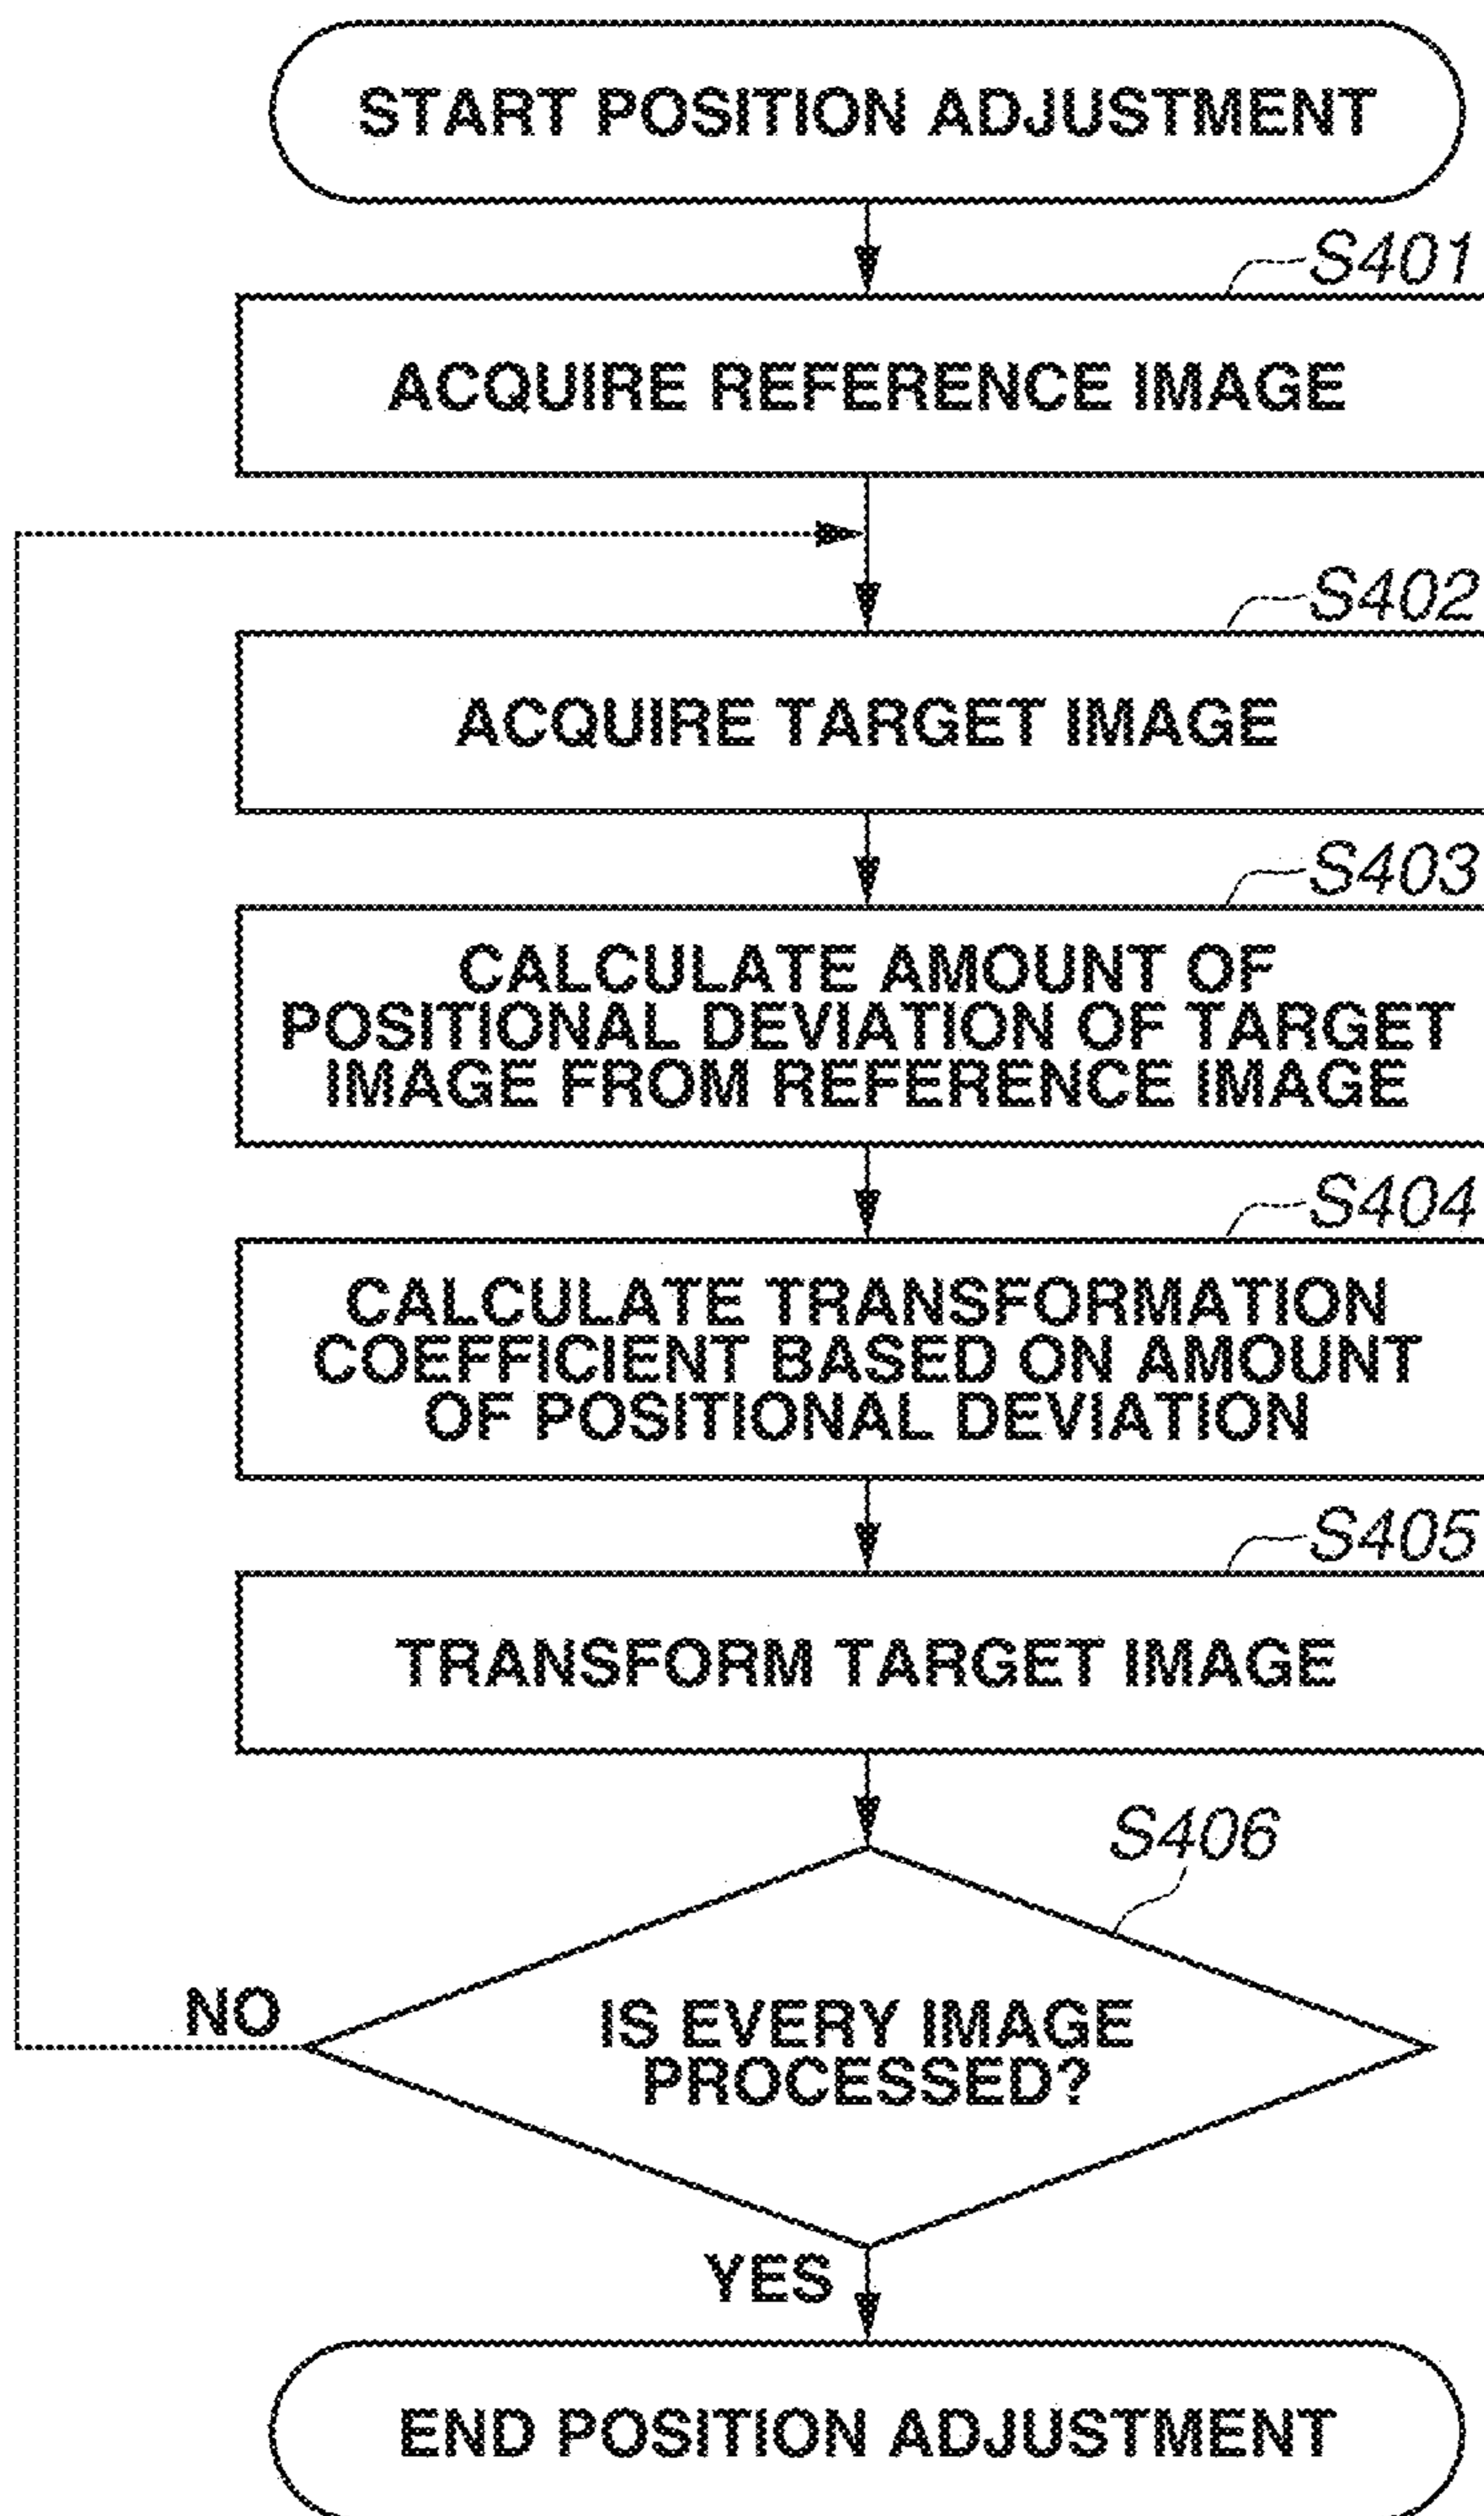 START POSITION ADJUSTMENT
S401
ACQUIRE REFERENCE IMAGE
S402
ACQUIRE TARGET IMAGE
S403
CALCULATE AMOUNT OF
POSITIONAL DEVIATION OF TARGET
IMAGE FROM REFERENCE IMAGE
S404
CALCULATE TRANSFORMATION
COEFFICIENT BASED ON AMOUNT
OF POSITIONAL DEVIATION
S405
TRANSFORM TARGET IMAGE
S406
NO
IS EVERY IMAGE
PROCESSED?
YES
END POSITION ADJUSTMENT